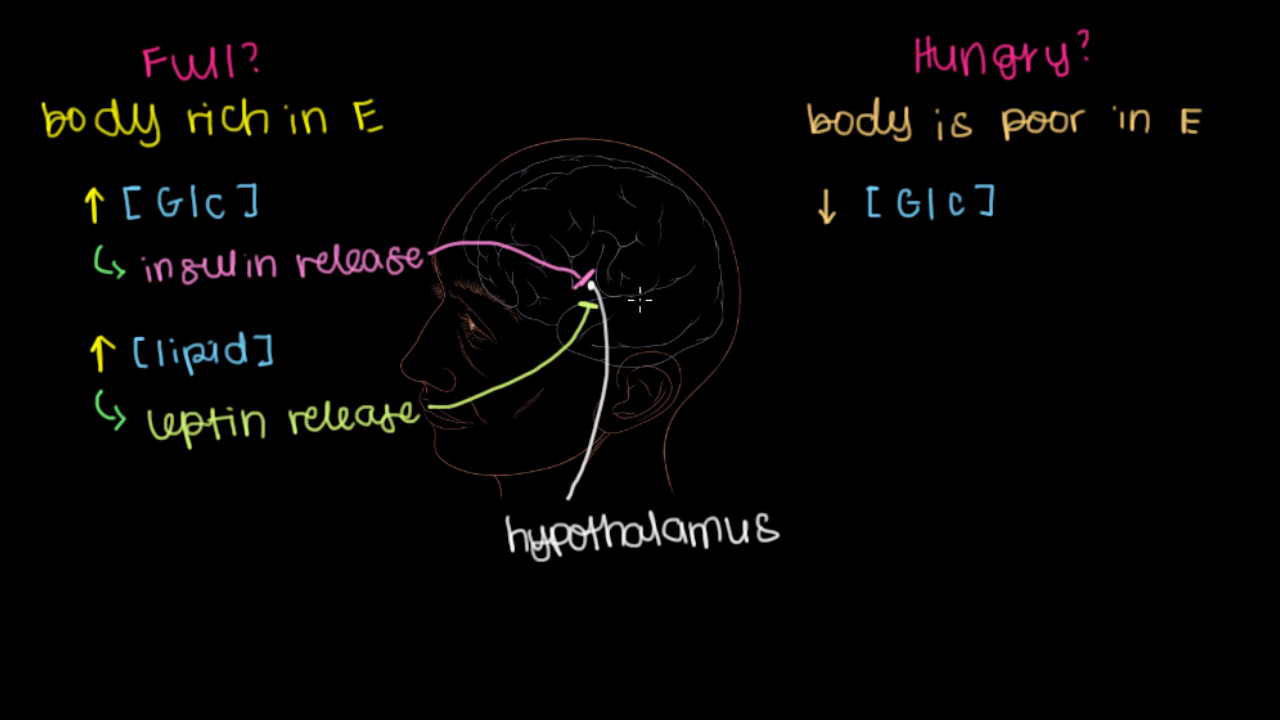 Full?
body rich in E
↑ [Glc]
↳ insulin release
↑ [lipid]
↳ leptin release
hypothalamus
Hungry?
body is poor in E
↓ [Glc]